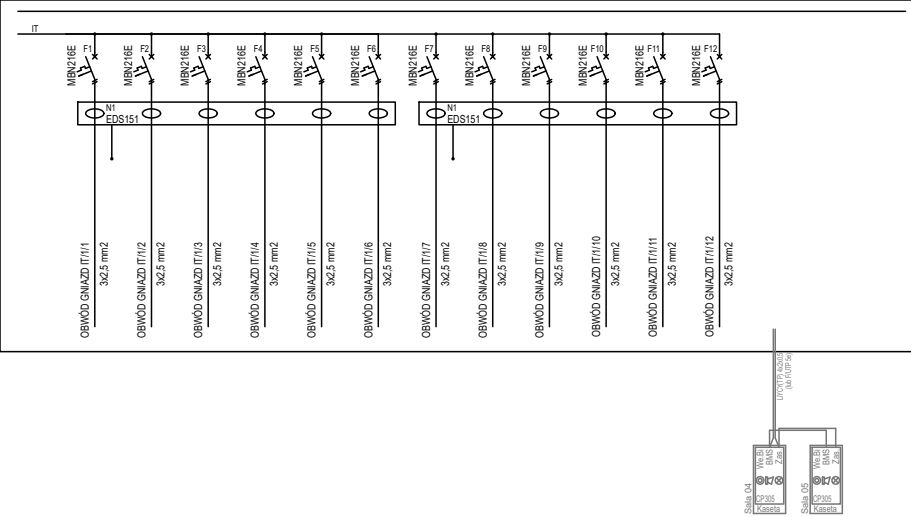 IT
MBN216E F1
MBN216E F2
MBN216E F3
MBN216E F4
MBN216E F5
MBN216E F6
MBN216E F7
MBN216E F8
MBN216E F9
MBN216E F10
MBN216E F11
MBN216E F12
N1
EDS151
N1
EDS151
OBWÓD GNIAZD IT/1/1
3x2,5 mm2
OBWÓD GNIAZD IT/1/2
3x2,5 mm2
OBWÓD GNIAZD IT/1/3
3x2,5 mm2
OBWÓD GNIAZD IT/1/4
3x2,5 mm2
OBWÓD GNIAZD IT/1/5
3x2,5 mm2
OBWÓD GNIAZD IT/1/6
3x2,5 mm2
OBWÓD GNIAZD IT/1/7
3x2,5 mm2
OBWÓD GNIAZD IT/1/8
3x2,5 mm2
OBWÓD GNIAZD IT/1/9
3x2,5 mm2
OBWÓD GNIAZD IT/1/10
3x2,5 mm2
OBWÓD GNIAZD IT/1/11
3x2,5 mm2
OBWÓD GNIAZD IT/1/12
3x2,5 mm2
(lub F/UTP 5e)
Sala 04
We.Bi
BMS
Zas.
CP305
Kaseta
Sala 05
We.Bi
BMS
Zas.
CP305
Kaseta